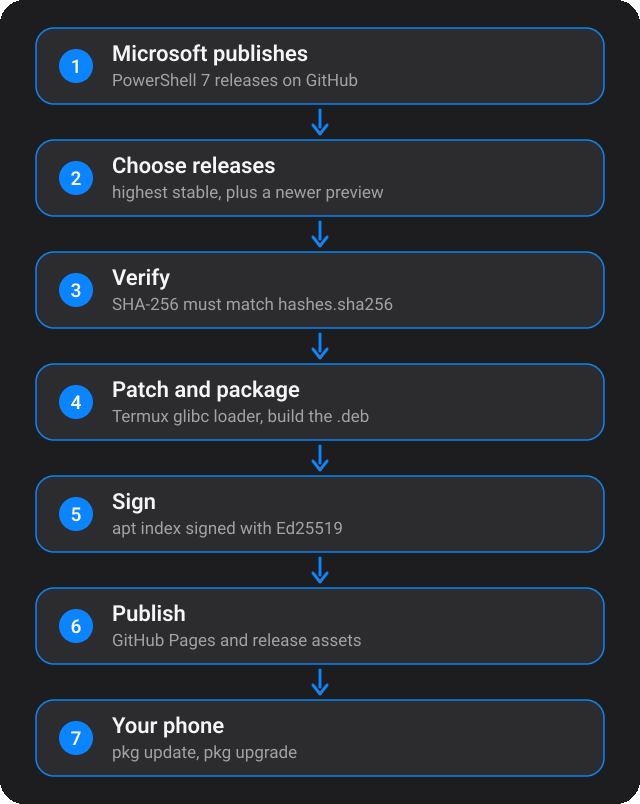 1
Microsoft publishes
PowerShell 7 releases on GitHub
2
Choose releases
highest stable, plus a newer preview
3
Verify
SHA-256 must match hashes.sha256
4
Patch and package
Termux glibc loader, build the .deb
5
Sign
apt index signed with Ed25519
6
Publish
GitHub Pages and release assets
7
Your phone
pkg update, pkg upgrade